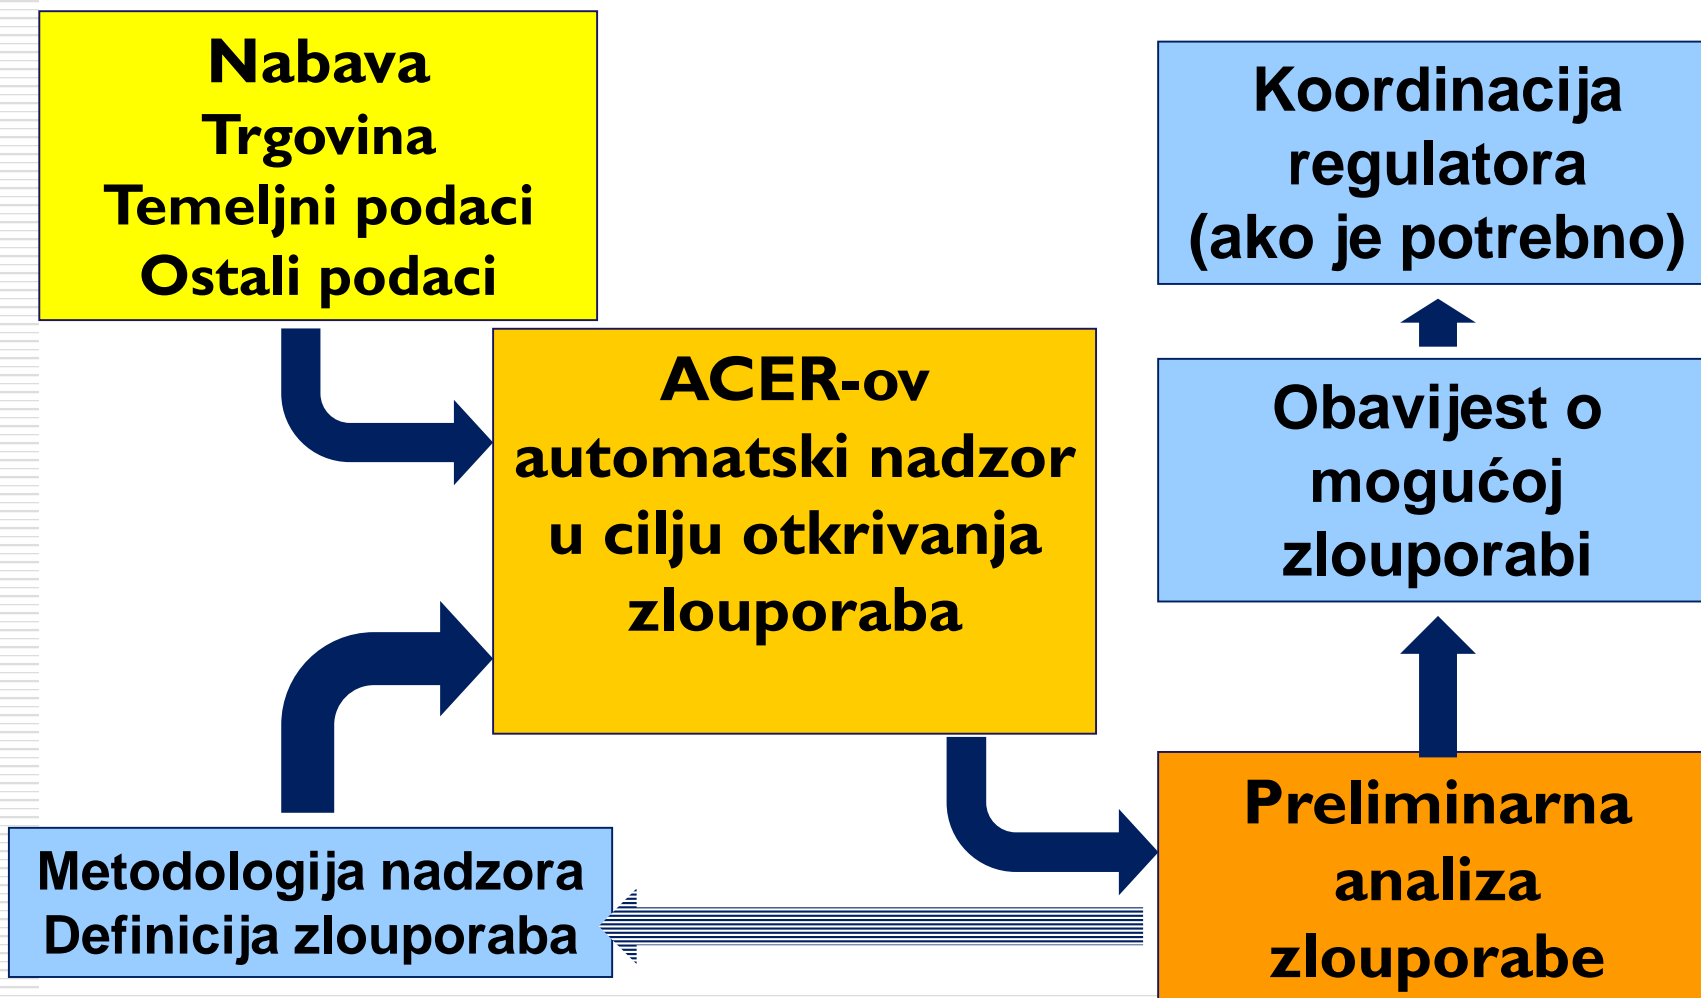 Nabava
Trgovina
Temeljni podaci
Ostali podaci
ACER-ov
automatski nadzor
u cilju otkrivanja
zlouporaba
Metodologija nadzora
Definicija zlouporaba
Preliminarna
analiza
zlouporabe
Obavijest o
mogućoj
zlouporabi
Koordinacija
regulatora
(ako je potrebno)